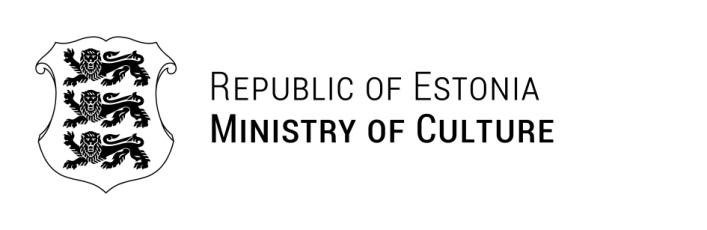 Republic of Estonia
Ministry of Culture